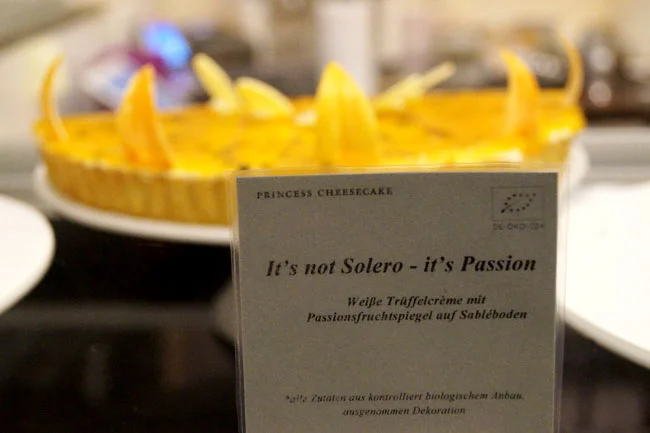 PRINCESS CHEESECAKE
It's not Solero - it's Passion
Weiße Trüffelcrème mit
Passionsfruchtspiegel auf Sabléboden
*alle Zutaten aus kontrolliert biologischem Anbau,
ausgenommen Dekoration